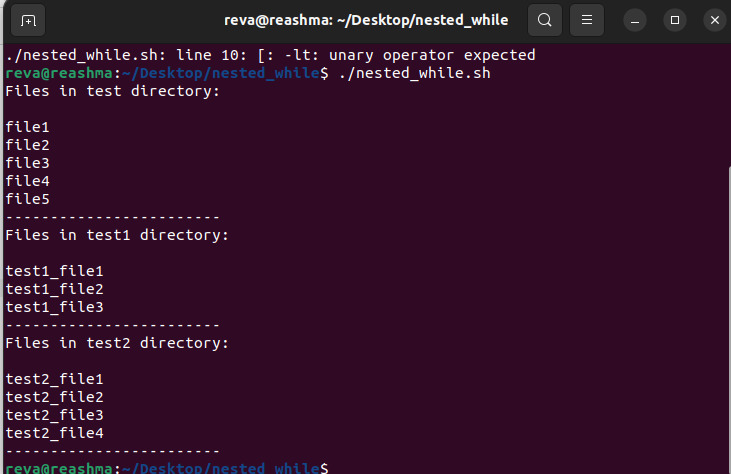 reva@reashma: ~/Desktop/nested_while
./nested_while.sh: line 10: [: -lt: unary operator expected
reva@reashma:~/Desktop/nested_while$ ./nested_while.sh
Files in test directory:
file1
file2
file3
file4
file5
------------------------
Files in test1 directory:
test1_file1
test1_file2
test1_file3
------------------------
Files in test2 directory:
test2_file1
test2_file2
test2_file3
test2_file4
------------------------
reva@reashma:~/Desktop/nested_while$